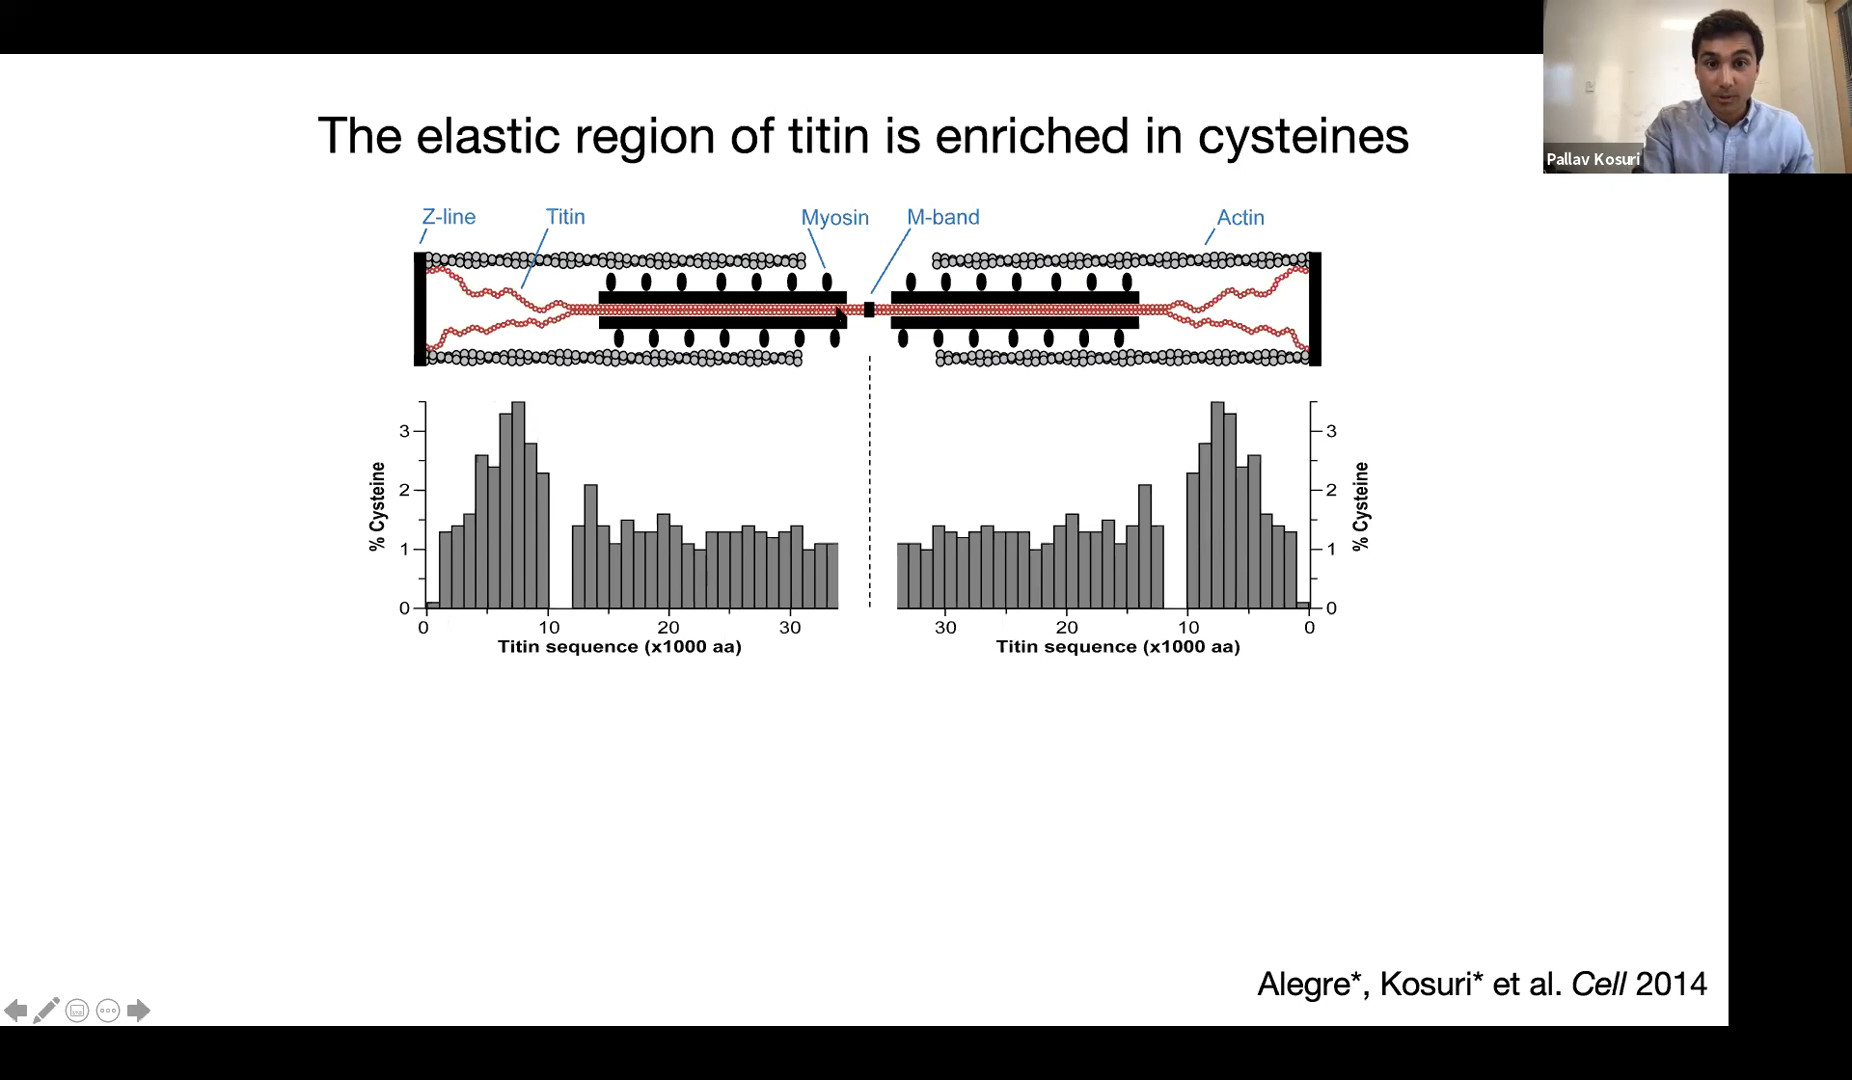 Pallav Kosuri
The elastic region of titin is enriched in cysteines
Z-line
Titin
Myosin
M-band
Actin
% Cysteine
3
2
1
0
0
10
20
30
Titin sequence (x1000 aa)
30
20
10
0
Titin sequence (x1000 aa)
3
2
1
0
% Cysteine
Alegre*, Kosuri* et al. Cell 2014